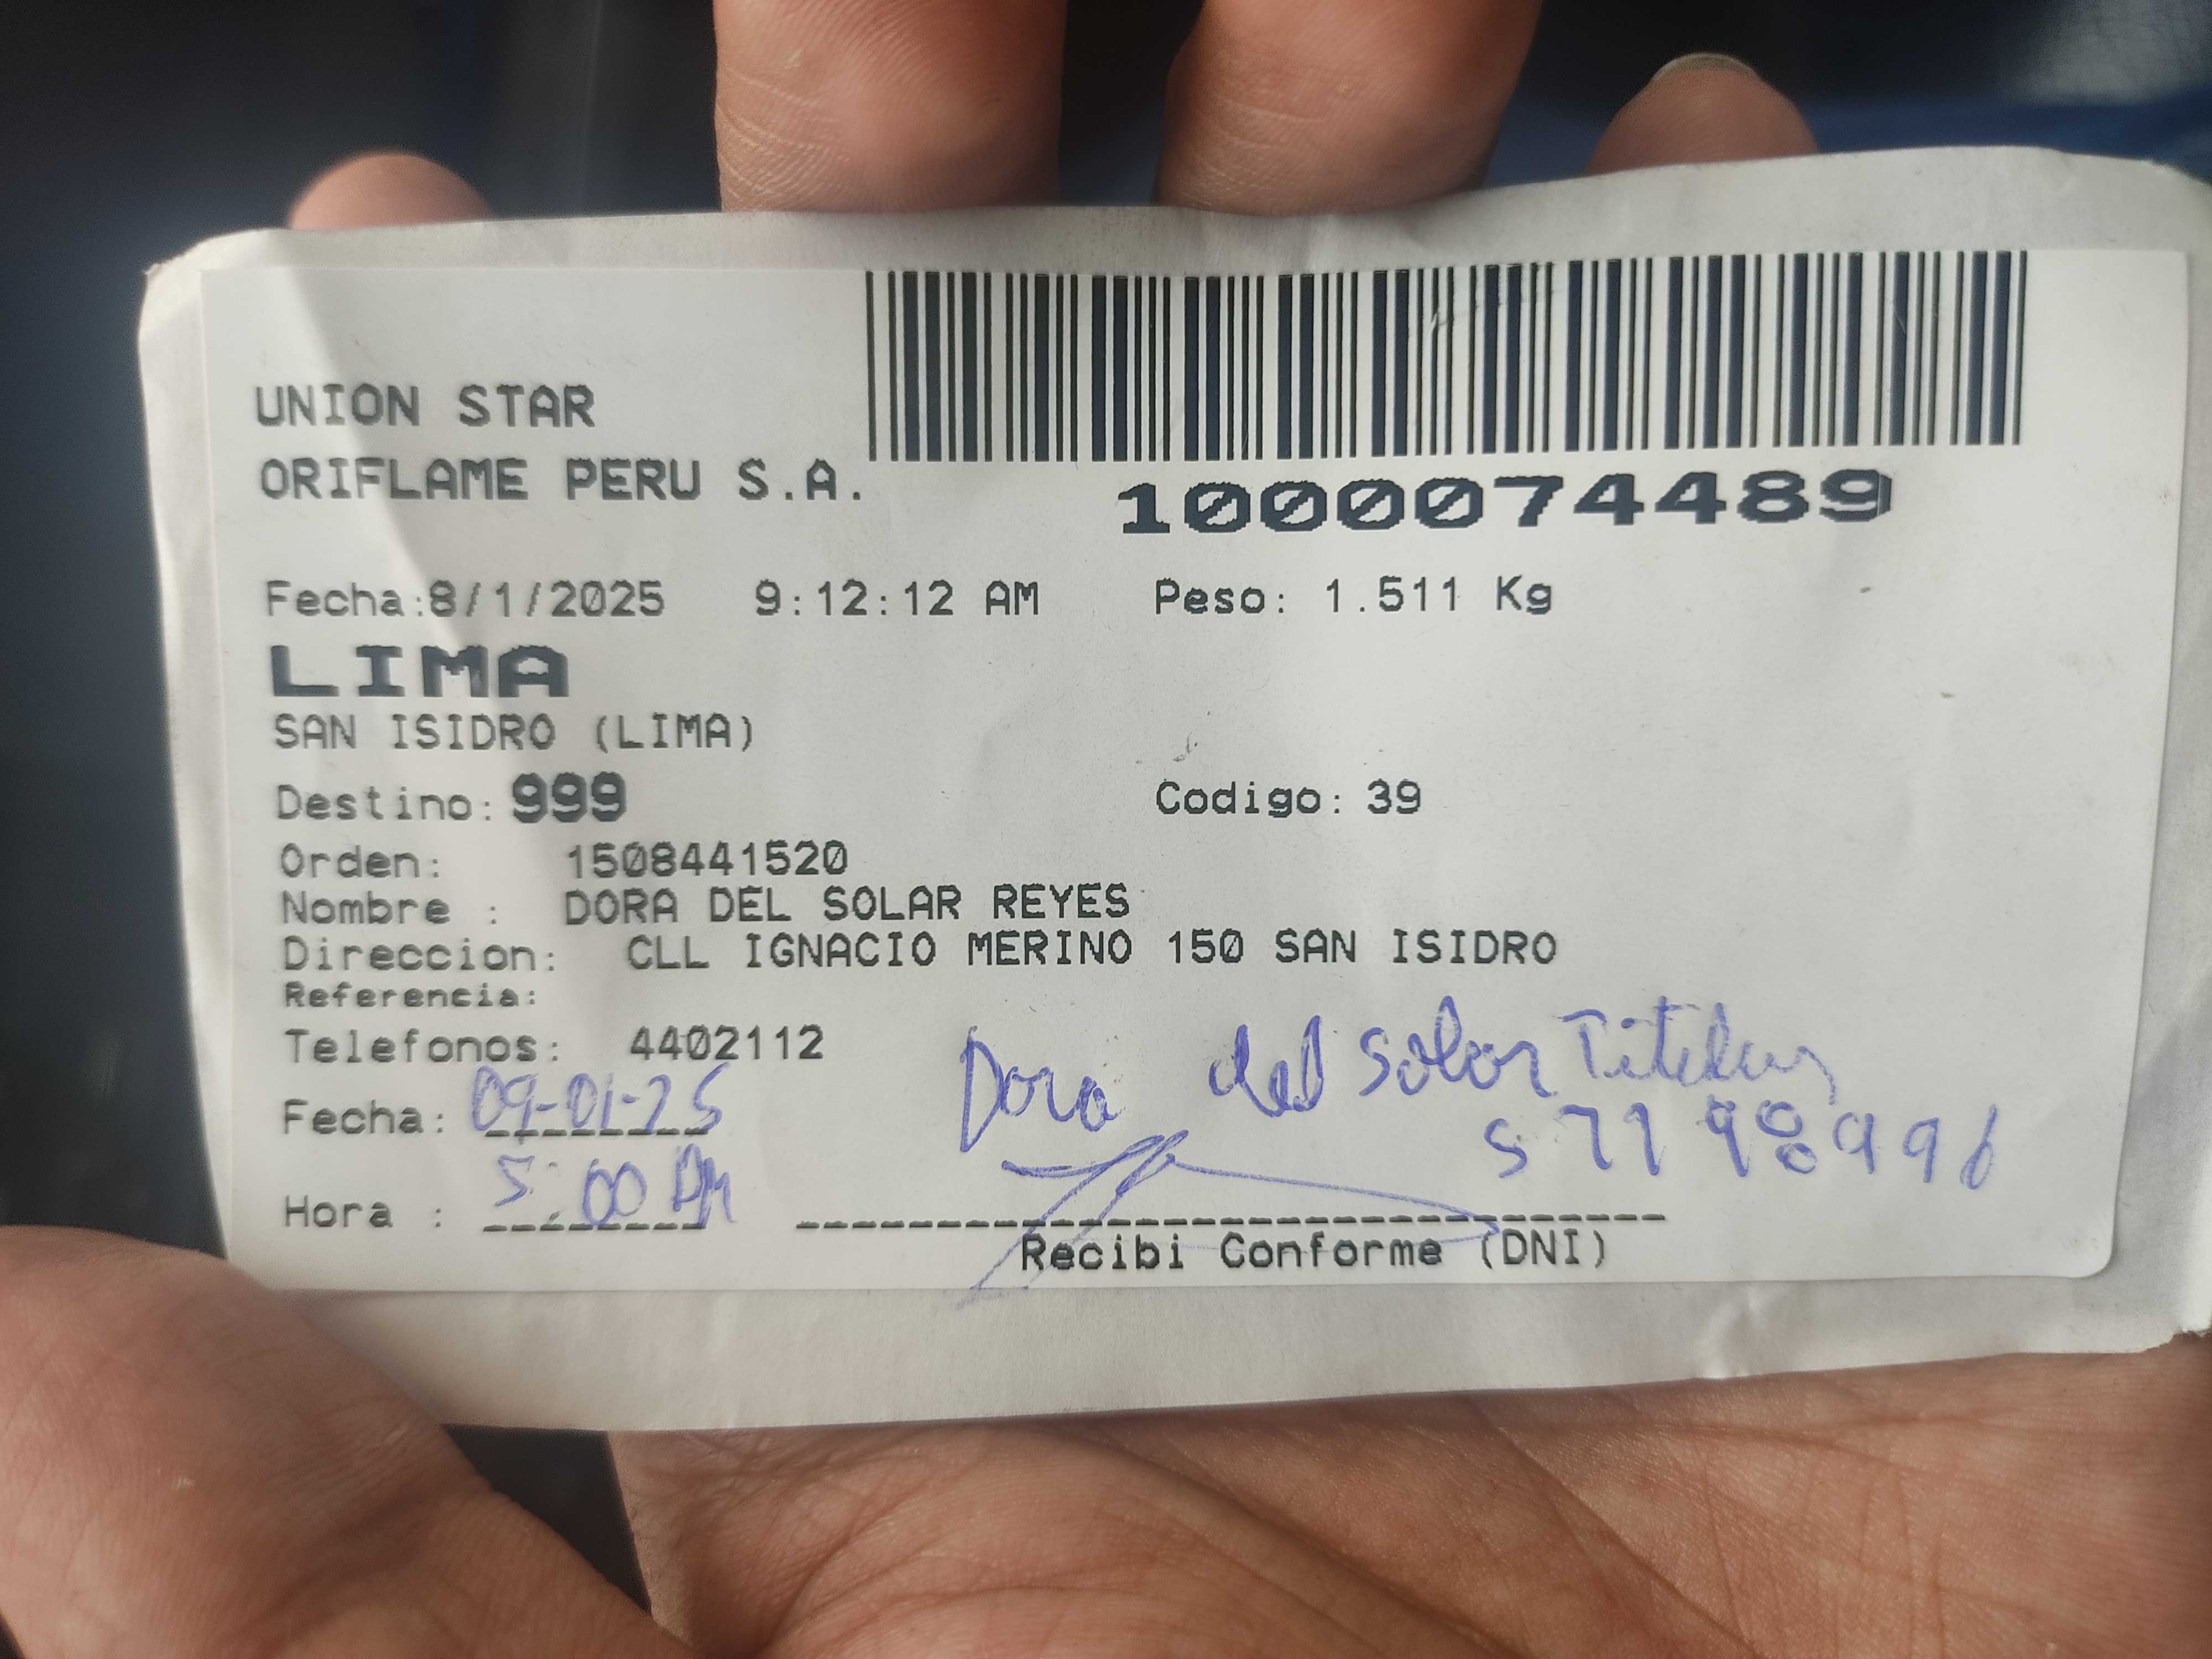 UNION STAR
ORIFLAME PERU S.A.
1000074489
Fecha:8/1/2025 9:12:12 AM Peso: 1.511 Kg
LIMA
SAN ISIDRO (LIMA)
Destino: 999 Codigo: 39
Orden: 1508441520
Nombre : DORA DEL SOLAR REYES
Direccion: CLL IGNACIO MERINO 150 SAN ISIDRO
Referencia:
Telefonos: 4402112
Dora del Solar
Fecha: 09-01-25
Hora : 5:00 PM
Recibi Conforme (DNI)